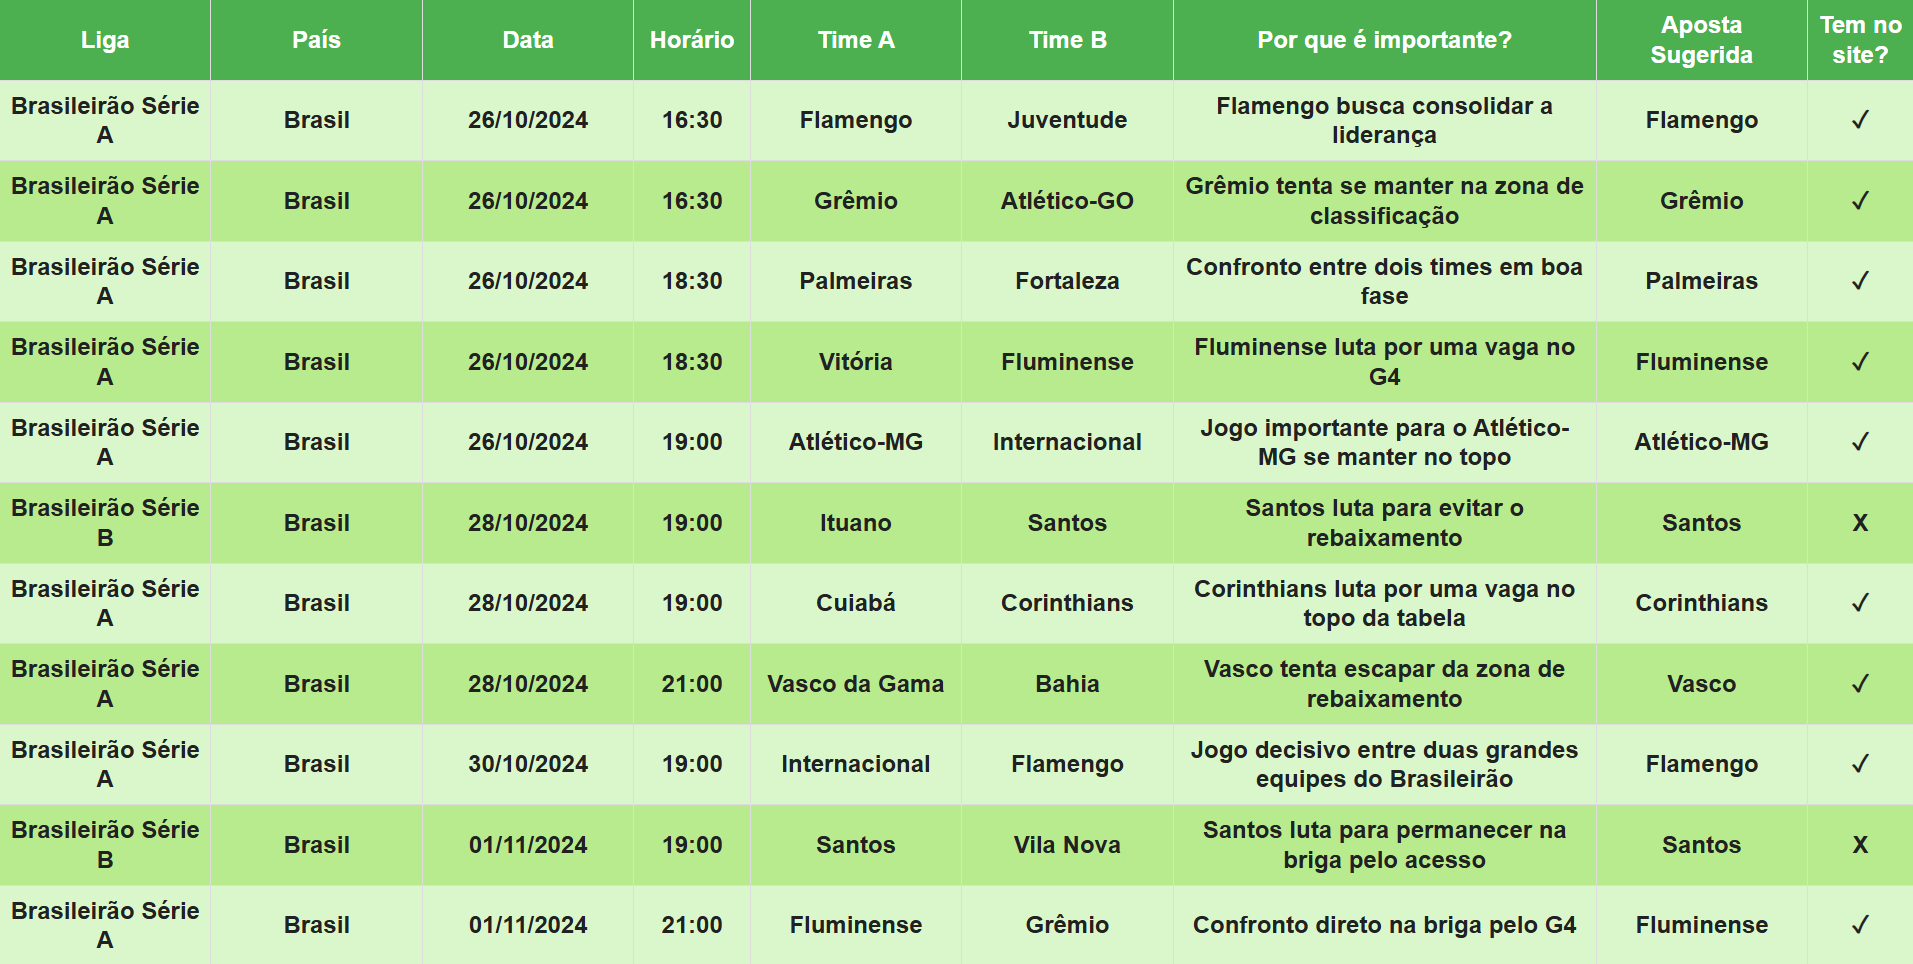 Liga País Data Horário Time A Time B Por que é importante? Aposta Sugerida Tem no site?
Brasileirão Série A Brasil 26/10/2024 16:30 Flamengo Juventude Flamengo busca consolidar a liderança Flamengo ✓
Brasileirão Série A Brasil 26/10/2024 16:30 Grêmio Atlético-GO Grêmio tenta se manter na zona de classificação Grêmio ✓
Brasileirão Série A Brasil 26/10/2024 18:30 Palmeiras Fortaleza Confronto entre dois times em boa fase Palmeiras ✓
Brasileirão Série A Brasil 26/10/2024 18:30 Vitória Fluminense Fluminense luta por uma vaga no G4 Fluminense ✓
Brasileirão Série A Brasil 26/10/2024 19:00 Atlético-MG Internacional Jogo importante para o Atlético-MG se manter no topo Atlético-MG ✓
Brasileirão Série B Brasil 28/10/2024 19:00 Ituano Santos Santos luta para evitar o rebaixamento Santos X
Brasileirão Série A Brasil 28/10/2024 19:00 Cuiabá Corinthians Corinthians luta por uma vaga no topo da tabela Corinthians ✓
Brasileirão Série A Brasil 28/10/2024 21:00 Vasco da Gama Bahia Vasco tenta escapar da zona de rebaixamento Vasco ✓
Brasileirão Série A Brasil 30/10/2024 19:00 Internacional Flamengo Jogo decisivo entre duas grandes equipes do Brasileirão Flamengo ✓
Brasileirão Série B Brasil 01/11/2024 19:00 Santos Vila Nova Santos luta para permanecer na briga pelo acesso Santos X
Brasileirão Série A Brasil 01/11/2024 21:00 Fluminense Grêmio Confronto direto na briga pelo G4 Fluminense ✓